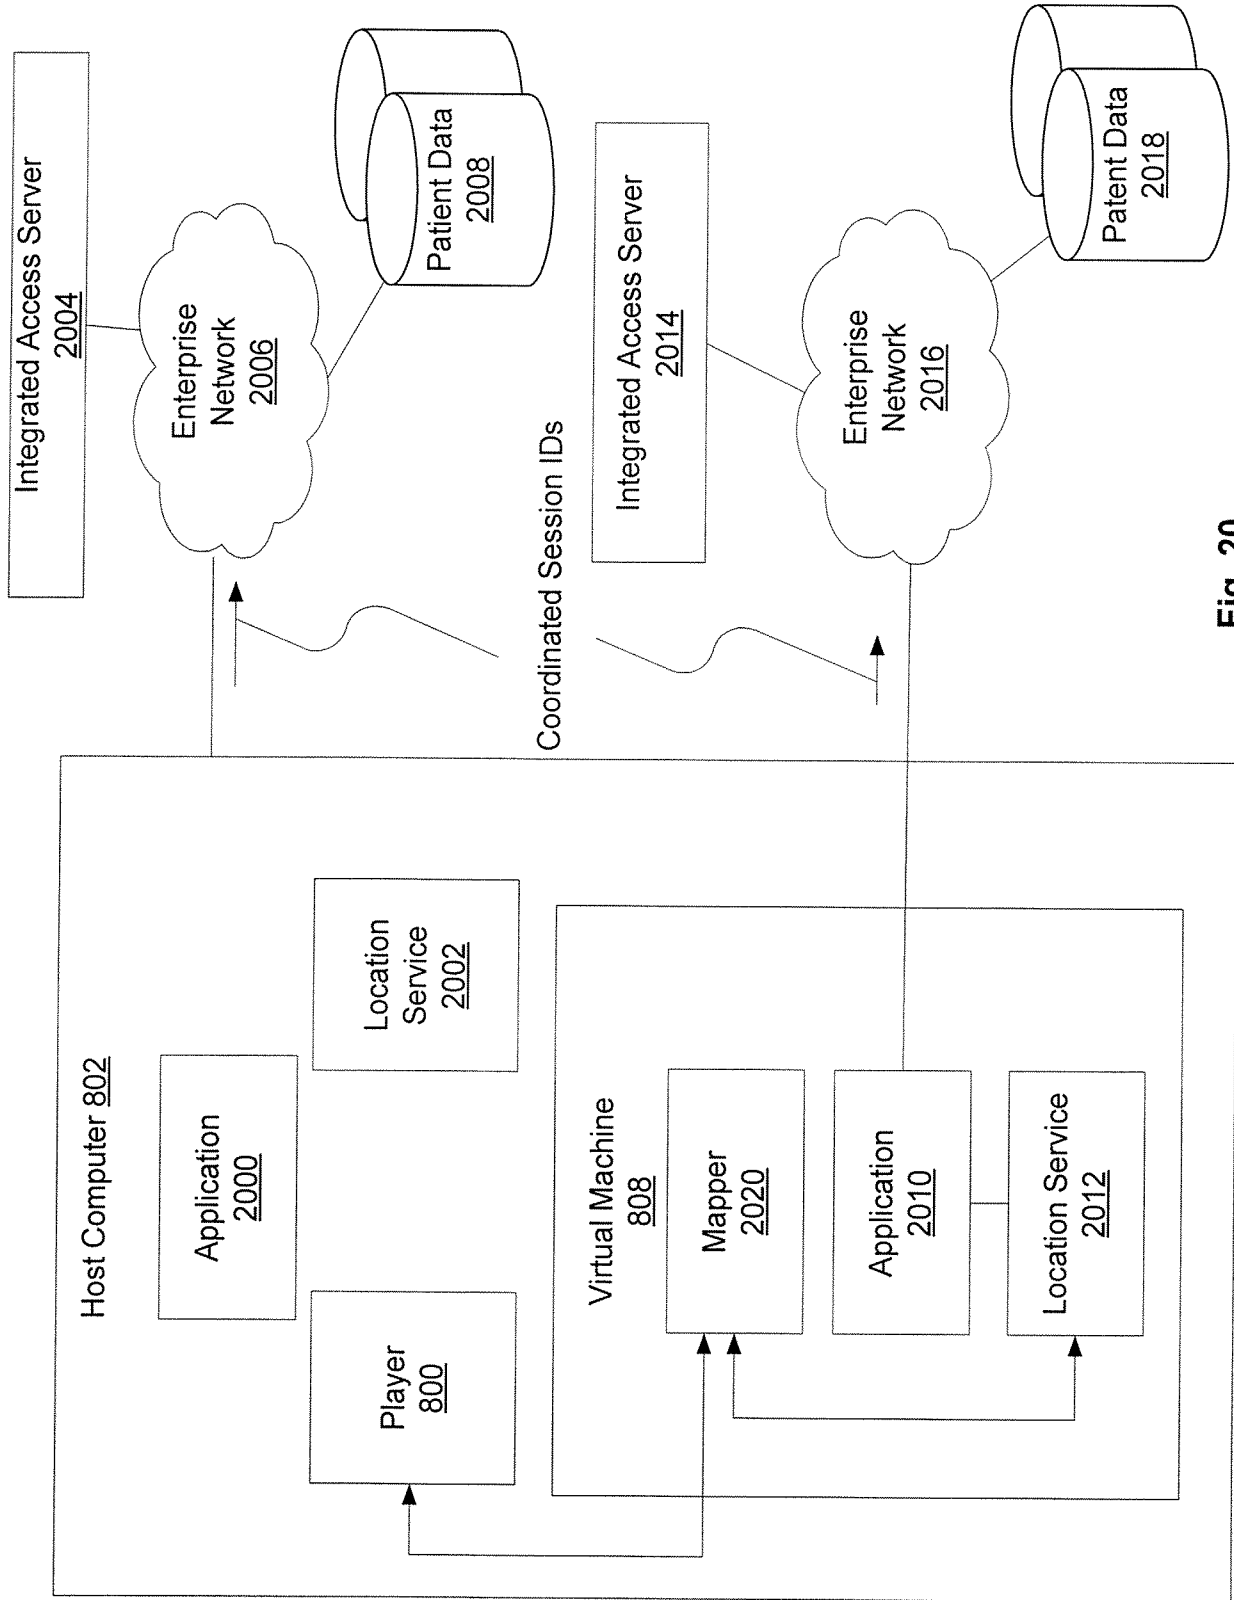 Host Computer 802
Application
2000
Player
800
Location
Service
2002
Virtual Machine
808
Mapper
2020
Application
2010
Location Service
2012
Integrated Access Server
2004
Enterprise
Network
2006
Patient Data
2008
Coordinated Session IDs
Integrated Access Server
2014
Enterprise
Network
2016
Patent Data
2018
Fig. 20